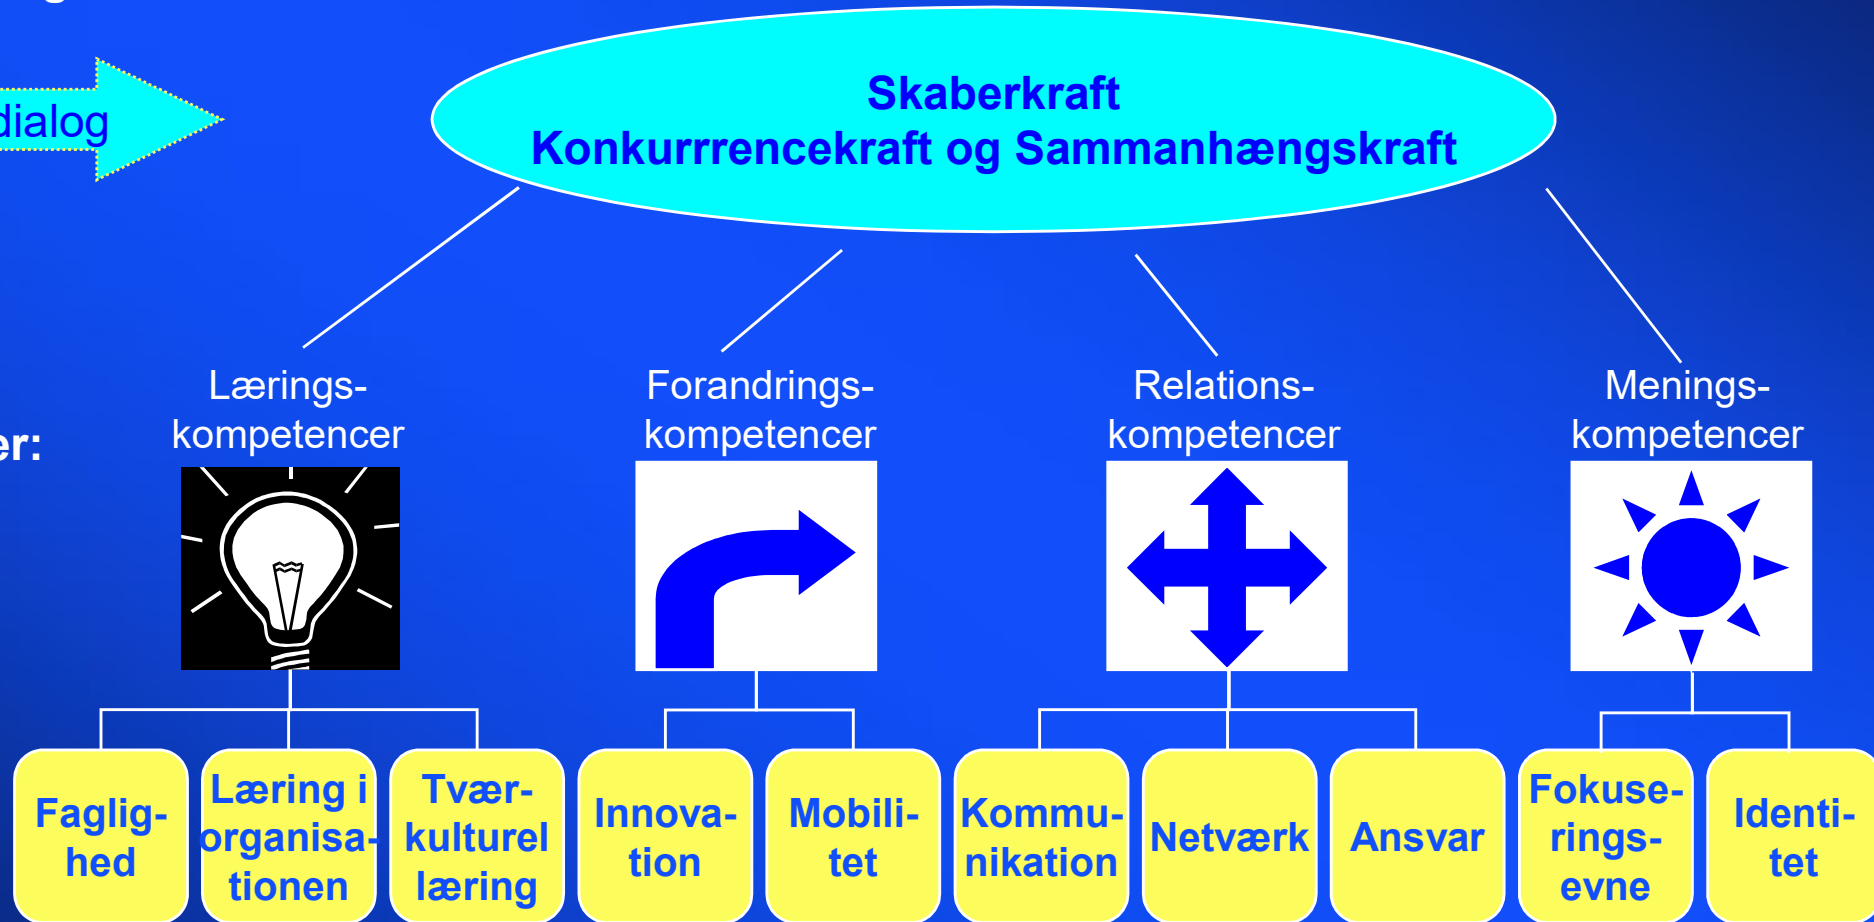 g
Skaberkraft
Konkurrrencekraft og Sammanhængskraft
dialog
Lærings-
kompetencer
Forandrings-
kompetencer
Relations-
kompetencer
Menings-
kompetencer
er:
Faglig-
hed
Læring i
organisa-
tionen
Tvær-
kulturel
læring
Innova-
tion
Mobili-
tet
Kommu-
nikation
Netværk
Ansvar
Fokuse-
rings-
evne
Identi-
tet